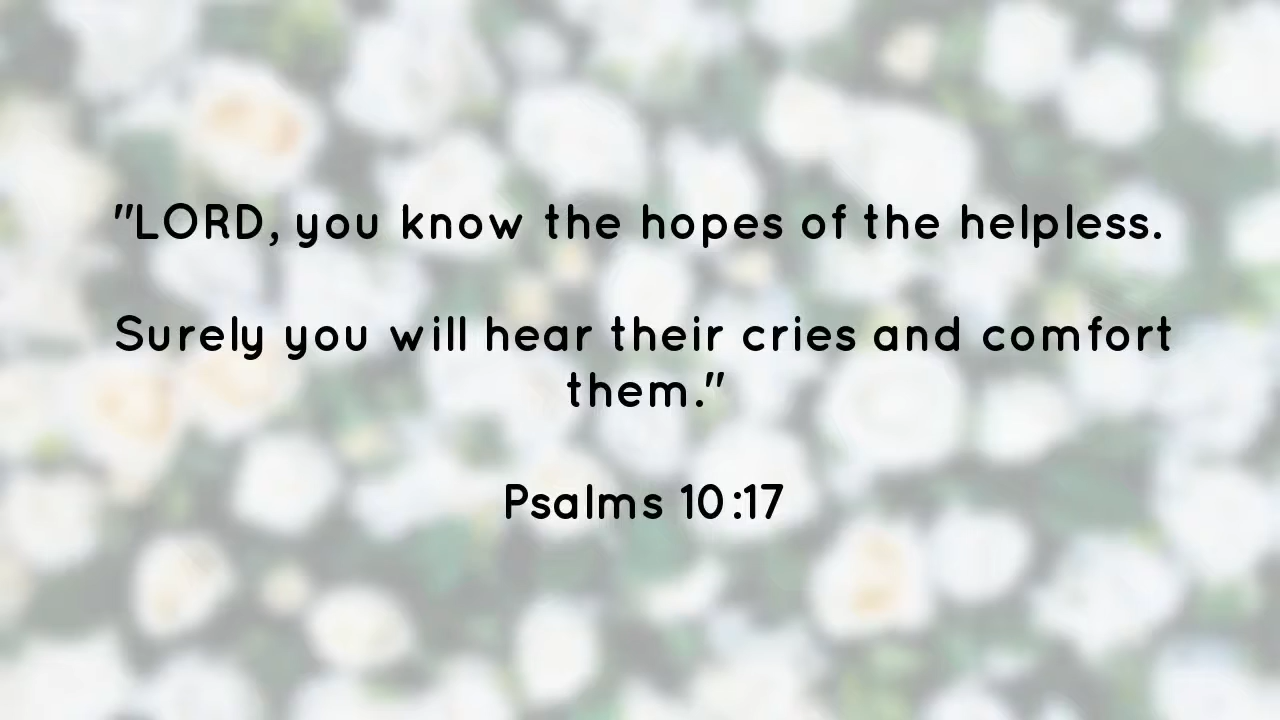 "LORD, you know the hopes of the helpless.
Surely you will hear their cries and comfort
them."
Psalms 10:17